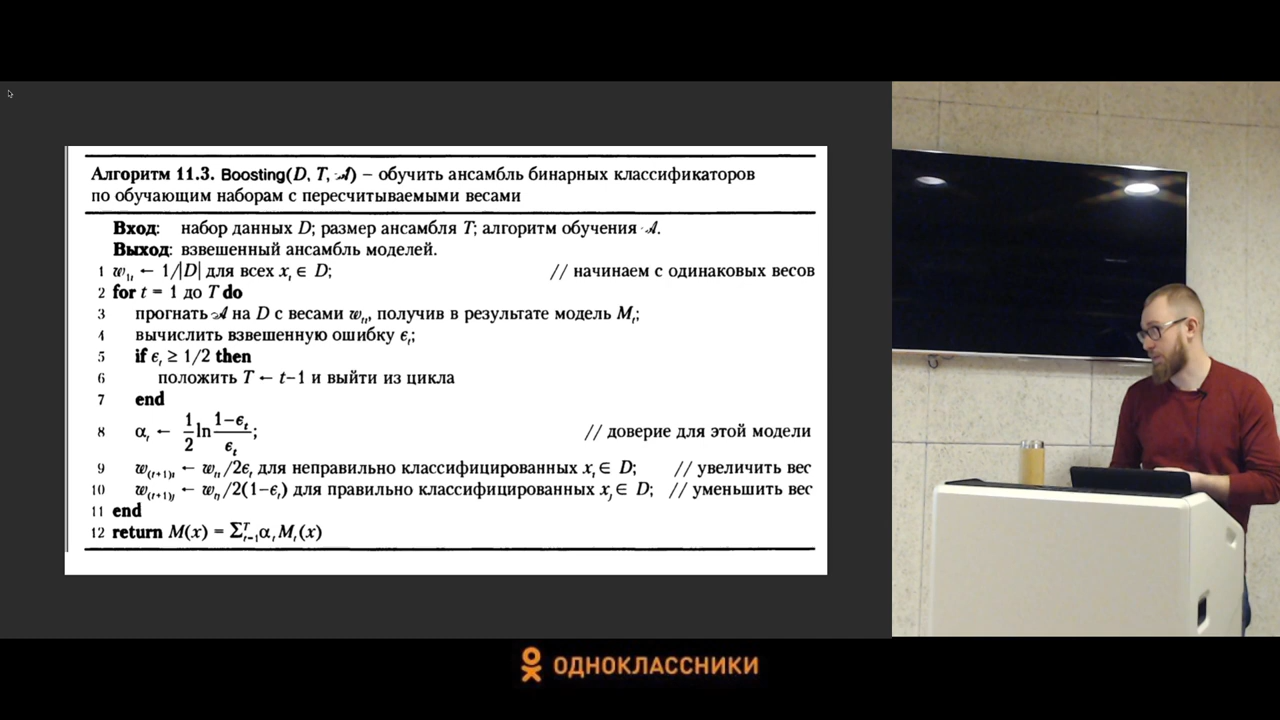 Алгоритм 11.3. Boosting(D, T, 𝒜) – обучить ансамбль бинарных классификаторов
по обучающим наборам с пересчитываемыми весами
Вход: набор данных D; размер ансамбля T; алгоритм обучения 𝒜.
Выход: взвешенный ансамбль моделей.
1 w₁ᵢ ← 1/|D| для всех xᵢ ∈ D; // начинаем с одинаковых весов
2 for t = 1 до T do
3 прогнать 𝒜 на D с весами wₜᵢ, получив в результате модель Mₜ;
4 вычислить взвешенную ошибку ϵₜ;
5 if ϵₜ ≥ 1/2 then
6 положить T ← t–1 и выйти из цикла
7 end
8 αₜ ← 1/2 ln 1–ϵₜ/ϵₜ; // доверие для этой модели
9 w₍ₜ₊₁₎ᵢ ← wₜᵢ/2ϵₜ для неправильно классифицированных xᵢ ∈ D; // увеличить вес
10 w₍ₜ₊₁₎ⱼ ← wₜⱼ/2(1–ϵₜ) для правильно классифицированных xⱼ ∈ D; // уменьшить вес
11 end
12 return M(x) = Σᵀₜ₌₁αₜMₜ(x)
ОДНОКЛАССНИКИ